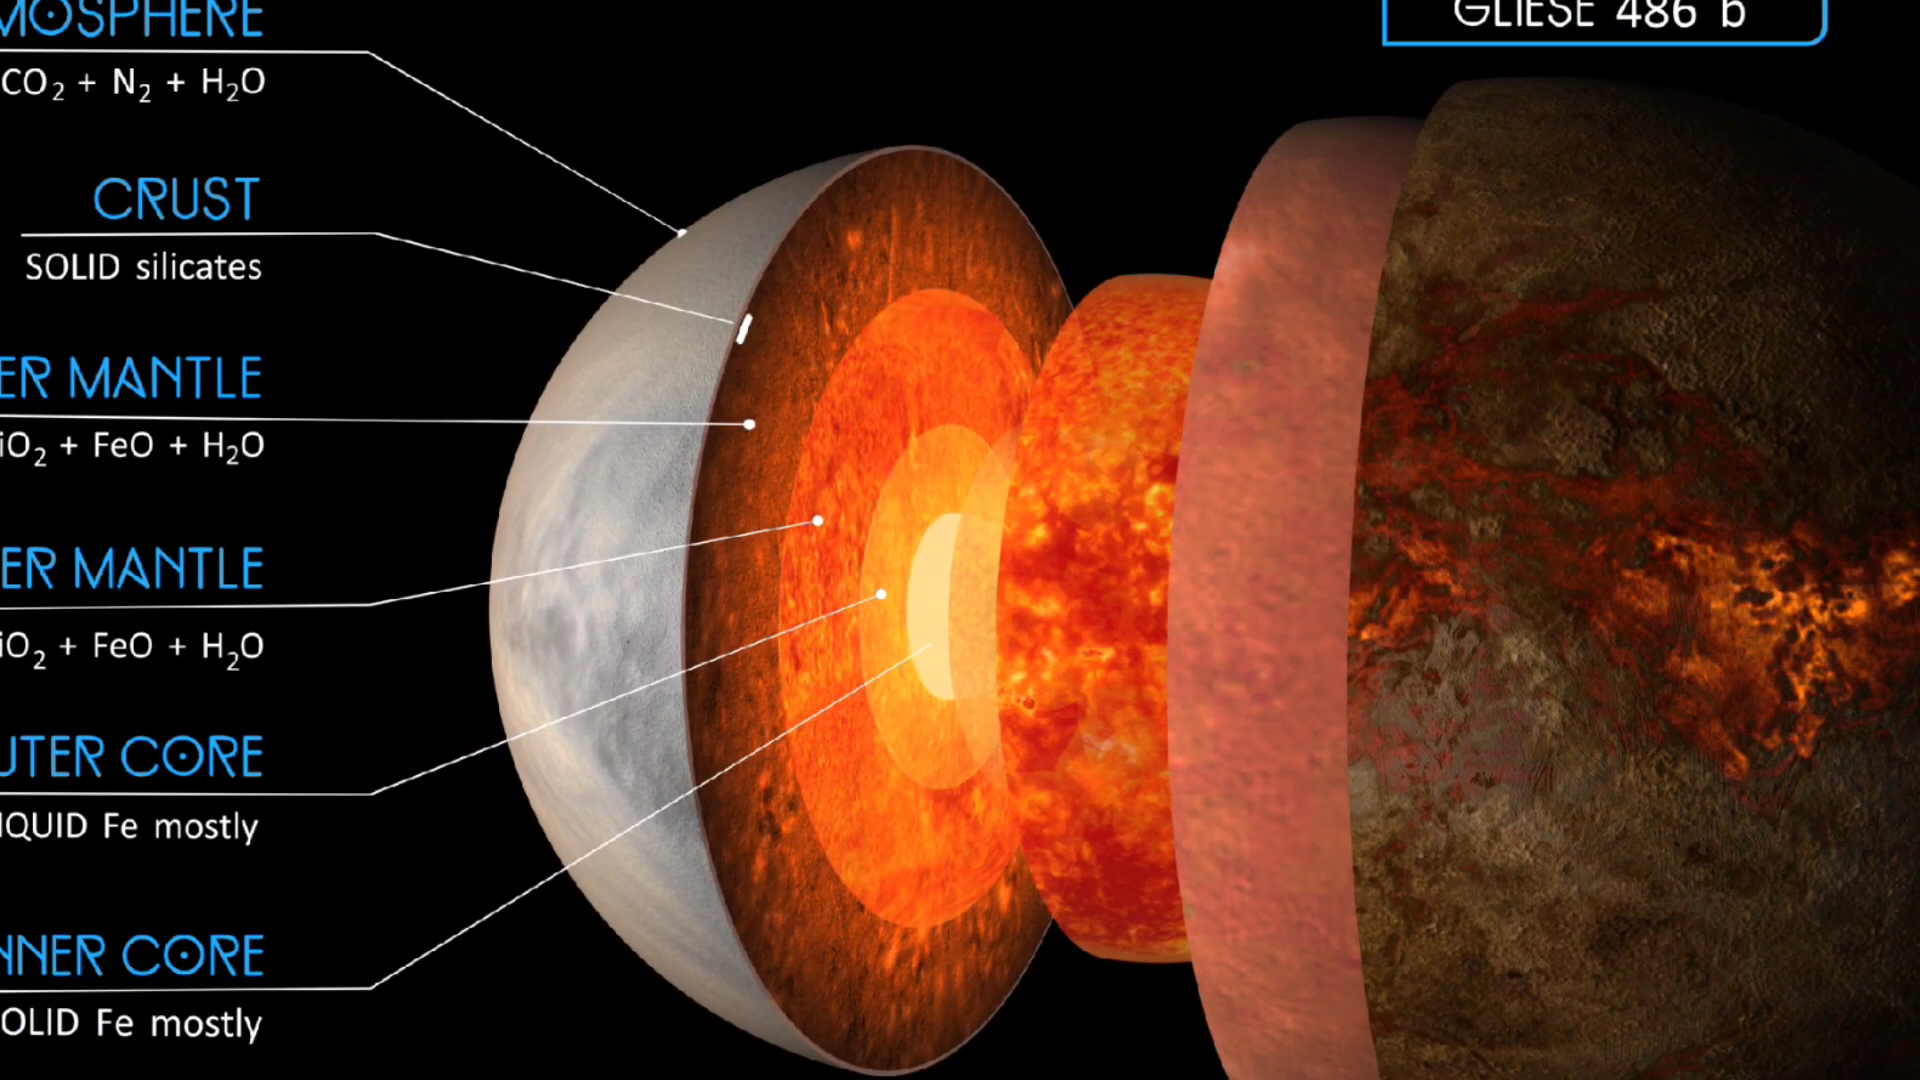 MOSPHERE
GLIESE 486 b
CO₂ + N₂ + H₂O
CRUST
SOLID silicates
ER MANTLE
iO₂ + FeO + H₂O
ER MANTLE
iO₂ + FeO + H₂O
UTER CORE
IQUID Fe mostly
NNER CORE
OLID Fe mostly